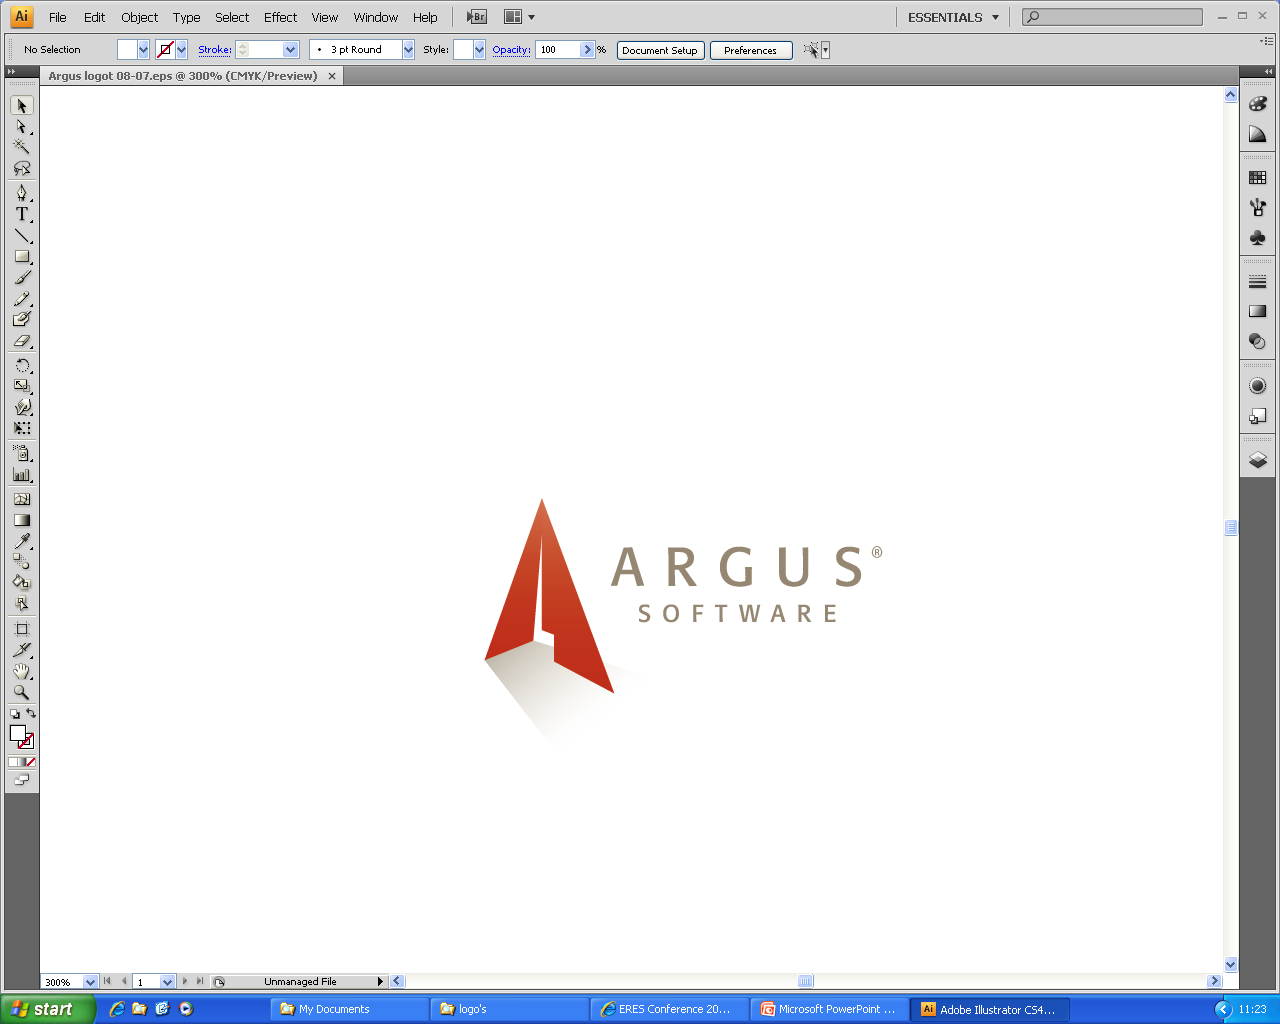 Ai File Edit Object Type Select Effect View Window Help Br ESSENTIALS
No Selection Stroke: 3 pt Round Style: Opacity: 100 % Document Setup Preferences
Argus logot 08-07.eps @ 300% (CMYK/Preview)
ARGUS®
SOFTWARE
300% 1 Unmanaged File
start My Documents logo's ERES Conference 20... Microsoft PowerPoint ... Ai Adobe Illustrator CS4... 11:23